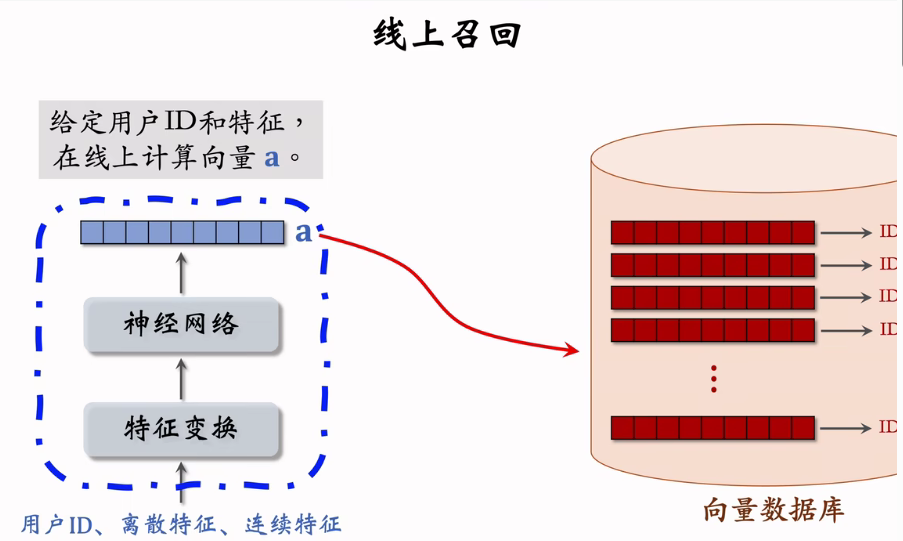 线上召回
给定用户ID和特征，
在线上计算向量 a。
a
神经网络
特征变换
用户ID、离散特征、连续特征
ID
ID
ID
ID
ID
向量数据库